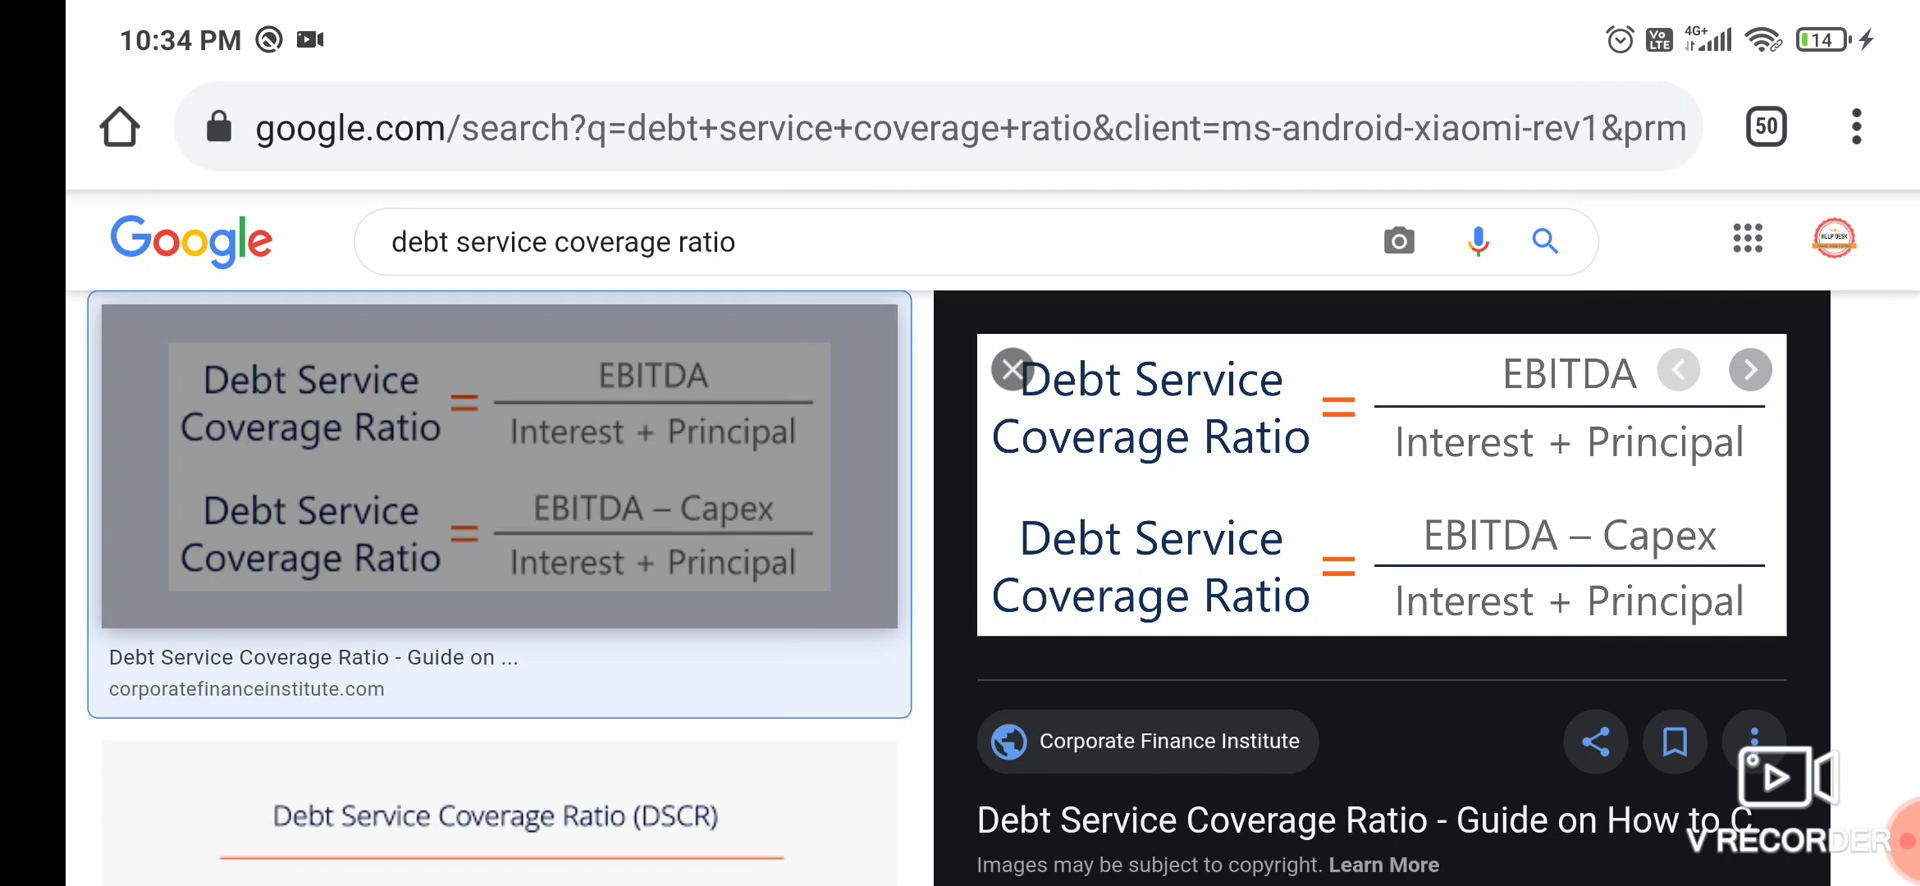 10:34 PM
Vo
LTE
4G+
14
google.com/search?q=debt+service+coverage+ratio&client=ms-android-xiaomi-rev1&prm
50
Google
debt service coverage ratio
HELP DESK
Debt Service
Coverage Ratio
=
EBITDA
Interest + Principal
Debt Service
Coverage Ratio
=
EBITDA – Capex
Interest + Principal
Debt Service Coverage Ratio - Guide on ...
corporatefinanceinstitute.com
Debt Service Coverage Ratio (DSCR)
Debt Service
Coverage Ratio
=
EBITDA
Interest + Principal
Debt Service
Coverage Ratio
=
EBITDA – Capex
Interest + Principal
Corporate Finance Institute
Debt Service Coverage Ratio - Guide on How to C
Images may be subject to copyright. Learn More
V RECORDER